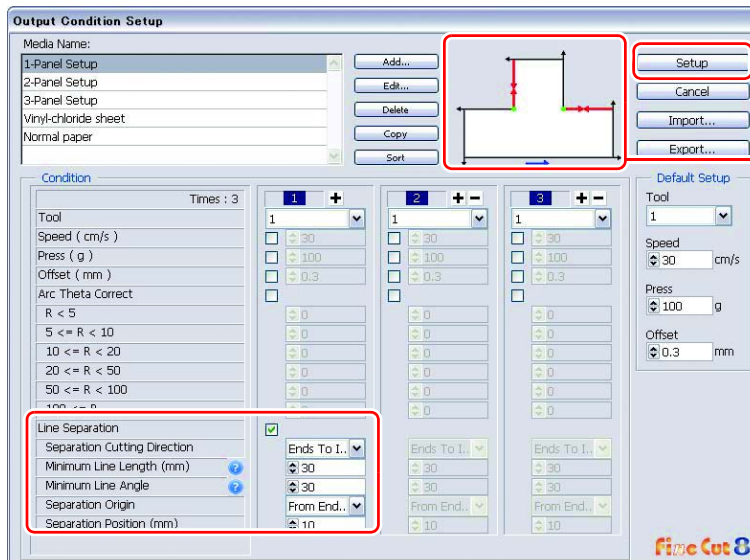 Output Condition Setup
Media Name:
1-Panel Setup
2-Panel Setup
3-Panel Setup
Vinyl-chloride sheet
Normal paper
Add...
Edit...
Delete
Copy
Sort
Setup
Cancel
Import...
Export...
Condition
Times : 3
1 + 2 + − 3 + −
Tool 1 1 1
Speed ( cm/s ) 30 30 30
Press ( g ) 100 100 100
Offset ( mm ) 0.3 0.3 0.3
Arc Theta Correct
R < 5 0 0 0
5 <= R < 10 0 0 0
10 <= R < 20 0 0 0
20 <= R < 50 0 0 0
50 <= R < 100 0 0 0
100 <= R 0 0 0
Line Separation
Separation Cutting Direction Ends To I.. Ends To I.. Ends To I..
Minimum Line Length (mm) ? 30 30 30
Minimum Line Angle ? 30 30 30
Separation Origin From End.. From End.. From End..
Separation Position (mm) 10 10 10
Default Setup
Tool
1
Speed
30 cm/s
Press
100 g
Offset
0.3 mm
Fine Cut 8